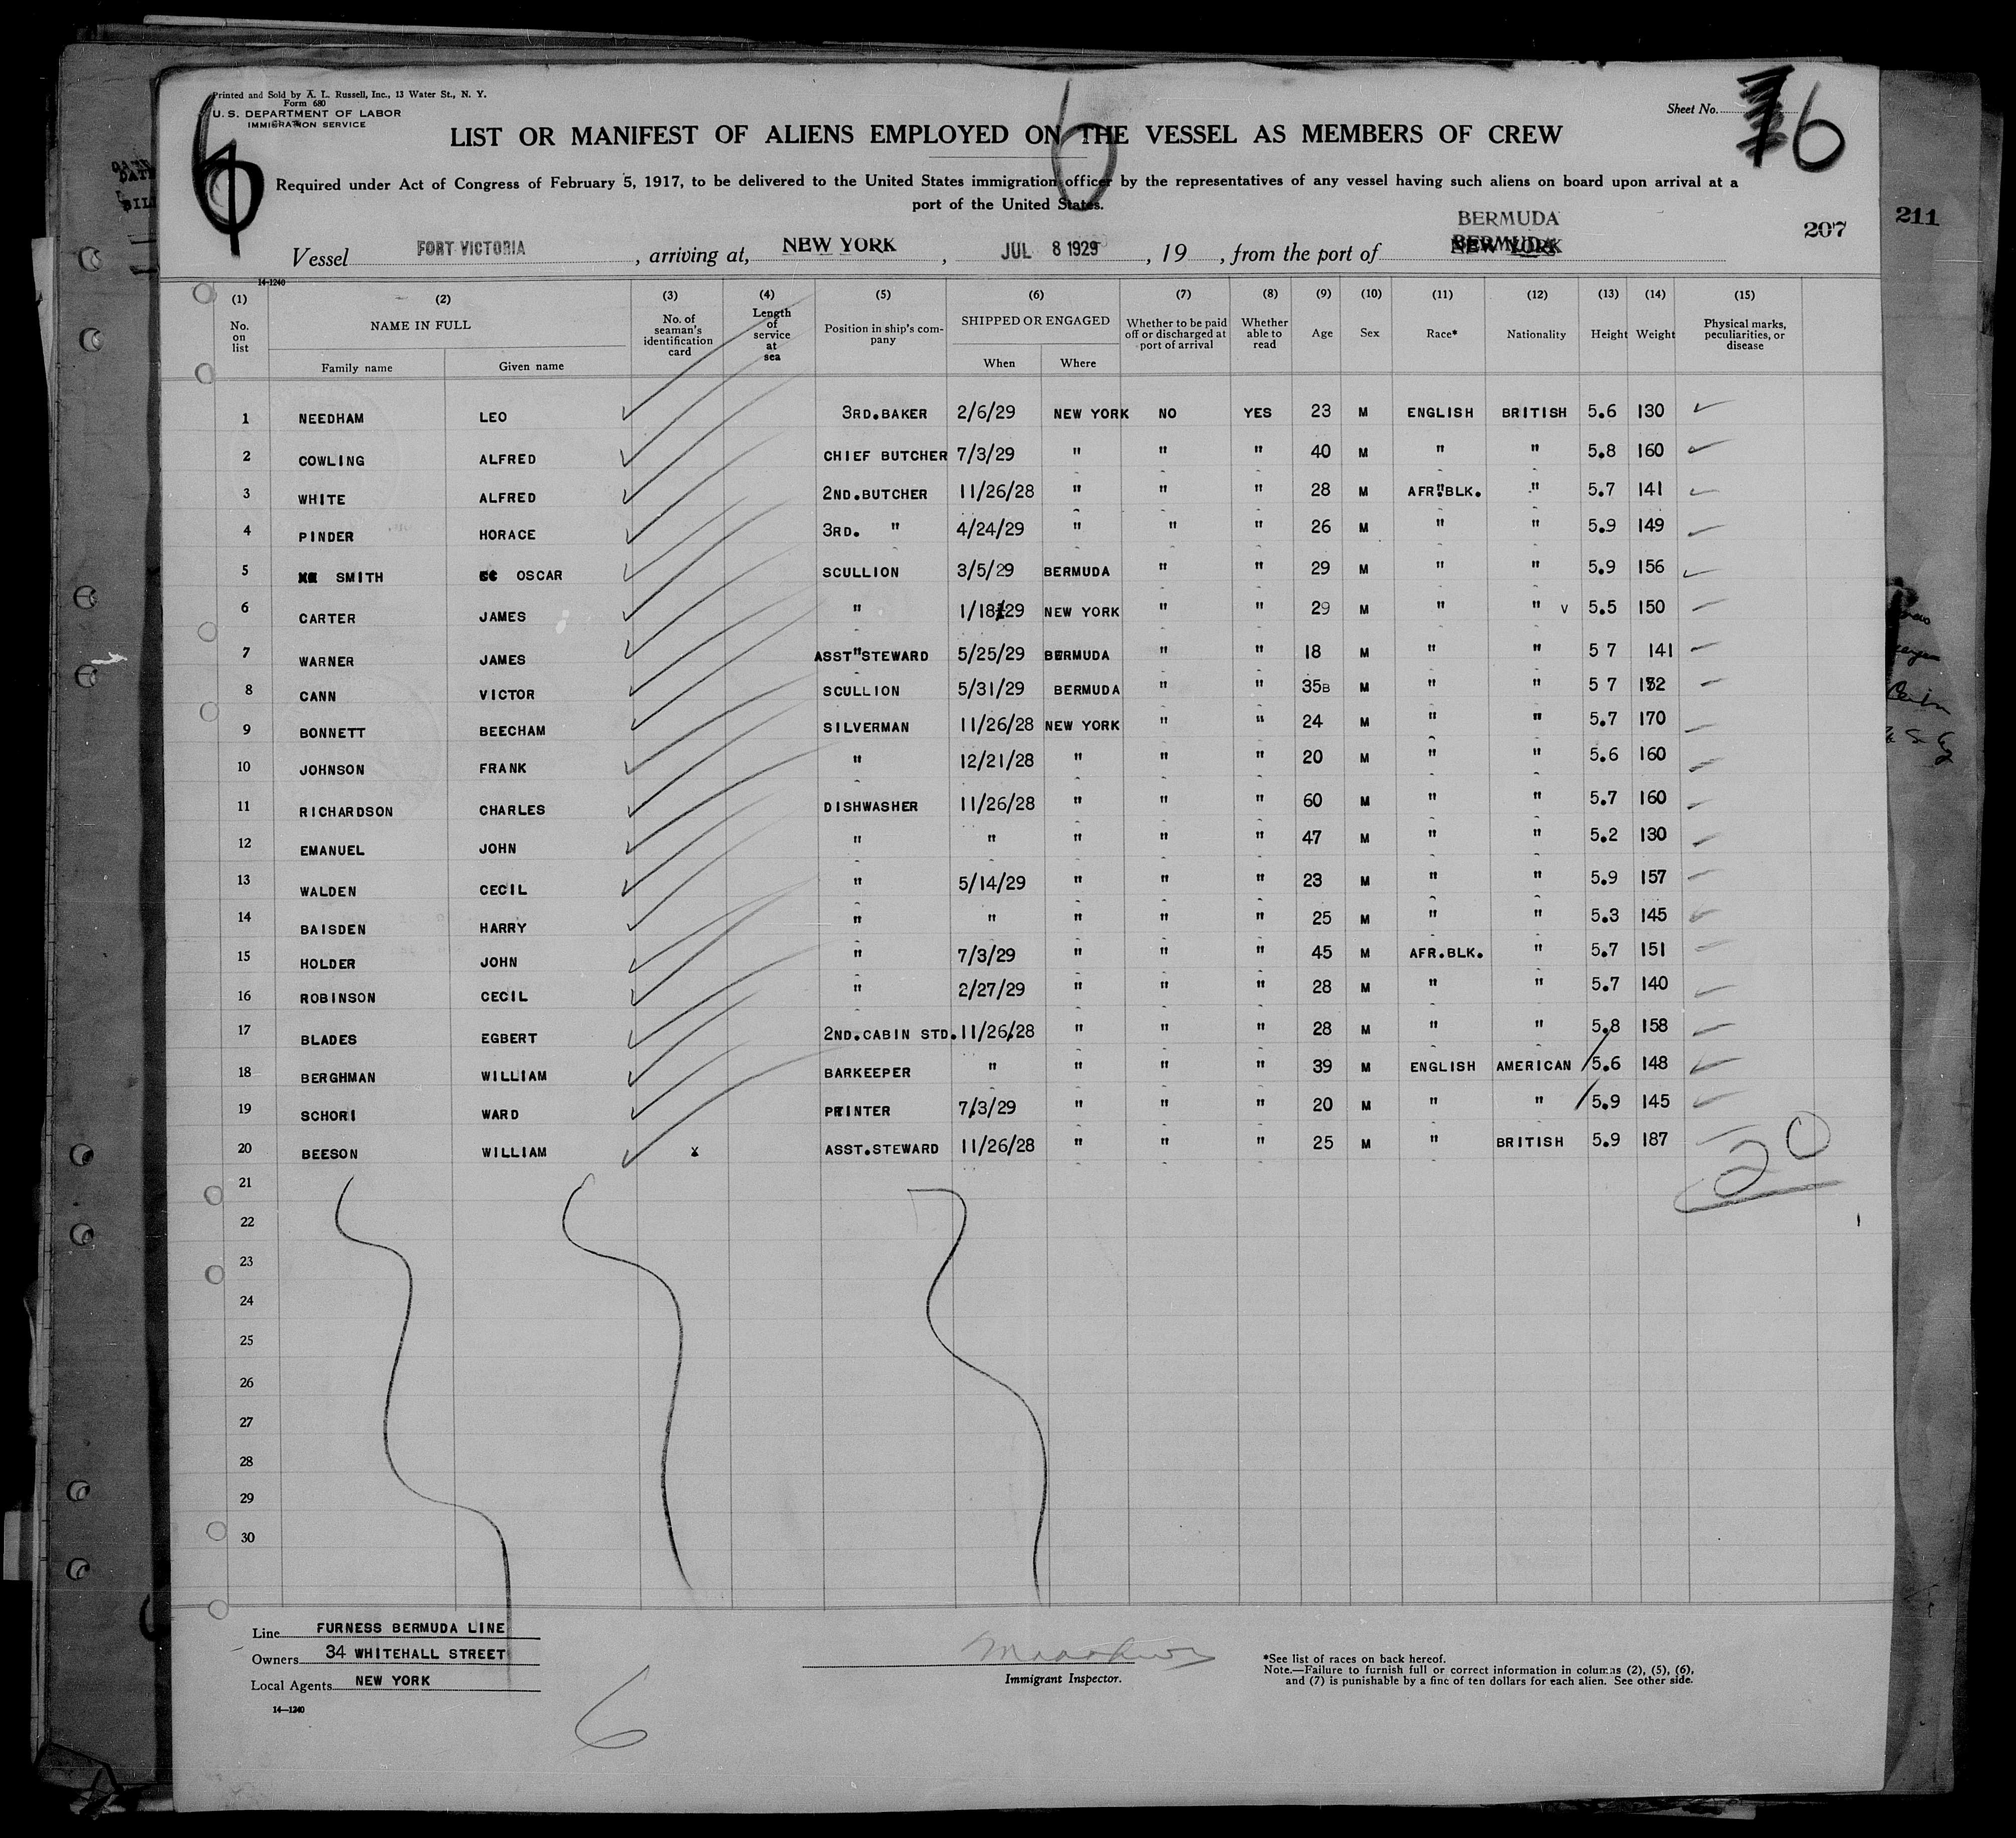 Printed and Sold by A. L. Russell, Inc., 13 Water St., N. Y.
Form 680
U. S. DEPARTMENT OF LABOR
IMMIGRATION SERVICE
Sheet No. 6
6
6
LIST OR MANIFEST OF ALIENS EMPLOYED ON THE VESSEL AS MEMBERS OF CREW
Required under Act of Congress of February 5, 1917, to be delivered to the United States immigration officer by the representatives of any vessel having such aliens on board upon arrival at a
port of the United States.
BERMUDA
207
211
Vessel FORT VICTORIA , arriving at, NEW YORK , JUL 8 1929 , 19 , from the port of BERMUDA NEW YORK
14-1240
(1) (2) (3) (4) (5) (6) (7) (8) (9) (10) (11) (12) (13) (14) (15)
No. on list NAME IN FULL Family name Given name No. of seaman's identification card Length of service at sea Position in ship's company SHIPPED OR ENGAGED When Where Whether to be paid off or discharged at port of arrival Whether able to read Age Sex Race* Nationality Height Weight Physical marks, peculiarities, or disease
1 NEEDHAM LEO 3RD.BAKER 2/6/29 NEW YORK NO YES 23 M ENGLISH BRITISH 5.6 130
2 COWLING ALFRED CHIEF BUTCHER 7/3/29 " " " 40 M " " 5.8 160
3 WHITE ALFRED 2ND.BUTCHER 11/26/28 " " " 28 M AFR.BLK. " 5.7 141
4 PINDER HORACE 3RD. " 4/24/29 " " " 26 M " " 5.9 149
5 SMITH OSCAR SCULLION 3/5/29 BERMUDA " " 29 M " " 5.9 156
6 CARTER JAMES " 1/18/29 NEW YORK " " 29 M " " v 5.5 150
7 WARNER JAMES ASST"STEWARD 5/25/29 BERMUDA " " 18 M " " 5 7 141
8 CANN VICTOR SCULLION 5/31/29 BERMUDA " " 35B M " " 5 7
9 BONNETT BEECHAM SILVERMAN 11/26/28 NEW YORK " " 24 M " " 5.7 170
10 JOHNSON FRANK " 12/21/28 " " " 20 M " " 5.6 160
11 RICHARDSON CHARLES DISHWASHER 11/26/28 " " " 60 M " " 5.7 160
12 EMANUEL JOHN " " " " " 47 M " " 5.2 130
13 WALDEN CECIL " 5/14/29 " " " 23 M " " 5.9 157
14 BAISDEN HARRY " " " " " 25 M " " 5.3 145
15 HOLDER JOHN " 7/3/29 " " " 45 M AFR.BLK. " 5.7 151
16 ROBINSON CECIL " 2/27/29 " " " 28 M " " 5.7 140
17 BLADES EGBERT 2ND.CABIN STD. 11/26/28 " " " 28 M " " 5.8 158
18 BERGHMAN WILLIAM BARKEEPER " " " " 39 M ENGLISH AMERICAN 5.6 148
19 SCHORI WARD PRINTER 7/3/29 " " " 20 M " " 5.9 145
20 BEESON WILLIAM x ASST.STEWARD 11/26/28 " " " 25 M " BRITISH 5.9 187
20
21
22
23
24
25
26
27
28
29
30
Line FURNESS BERMUDA LINE
Owners 34 WHITEHALL STREET
Local Agents NEW YORK
14—1240
6
Immigrant Inspector.
*See list of races on back hereof.
Note.—Failure to furnish full or correct information in columns (2), (5), (6),
and (7) is punishable by a fine of ten dollars for each alien. See other side.